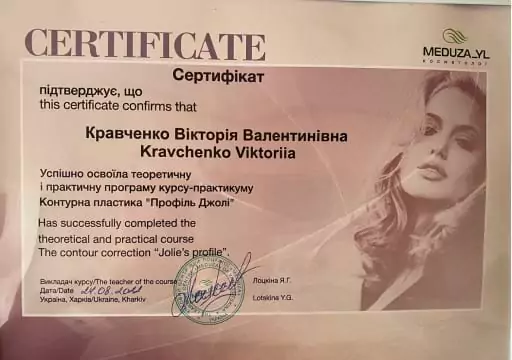 CERTIFICATE
MEDUZA_YL
КОСМЕТОЛОГ
Сертифікат
підтверджує, що
this certificate confirms that
Кравченко Вікторія Валентинівна
Kravchenko Viktoriia
Успішно освоїла теоретичну
і практичну програму курсу-практикуму
Контурна пластика "Профіль Джолі"
Has successfully completed the
theoretical and practical course
The contour correction “Jolie's profile”.
Викладач курсу/The teacher of the course
Лоцкіна Я.Г.
Дата/Date
Україна, Харків/Ukraine, Kharkiv
Lotskina Y.G.